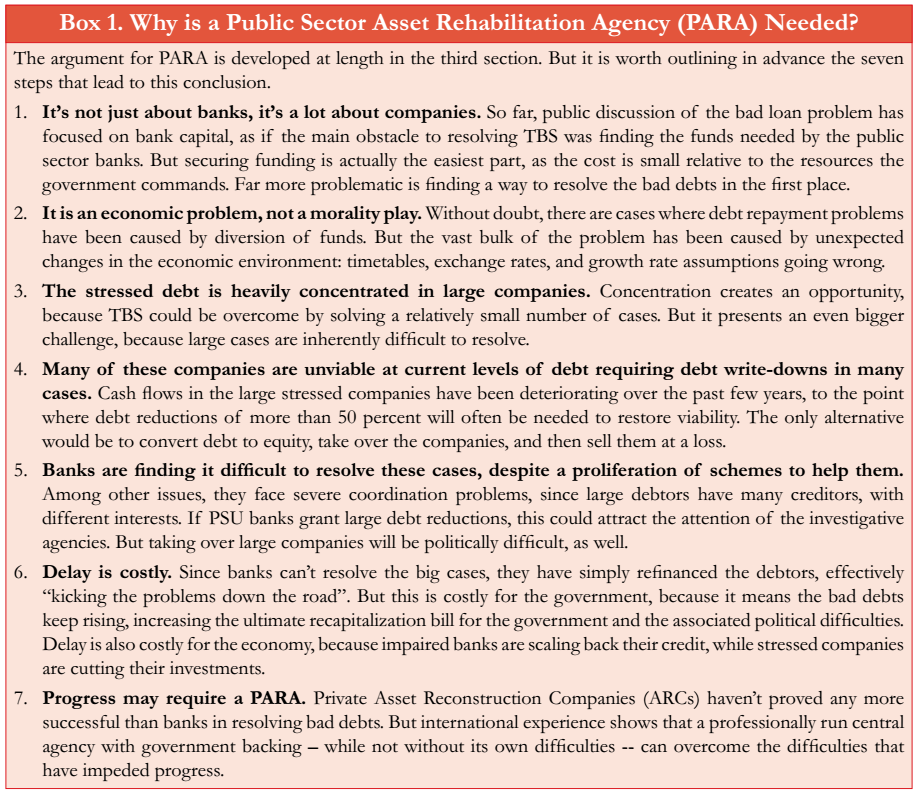 Box 1. Why is a Public Sector Asset Rehabilitation Agency (PARA) Needed?
The argument for PARA is developed at length in the third section. But it is worth outlining in advance the seven
steps that lead to this conclusion.
1. It's not just about banks, it's a lot about companies. So far, public discussion of the bad loan problem has
focused on bank capital, as if the main obstacle to resolving TBS was finding the funds needed by the public
sector banks. But securing funding is actually the easiest part, as the cost is small relative to the resources the
government commands. Far more problematic is finding a way to resolve the bad debts in the first place.
2. It is an economic problem, not a morality play. Without doubt, there are cases where debt repayment problems
have been caused by diversion of funds. But the vast bulk of the problem has been caused by unexpected
changes in the economic environment: timetables, exchange rates, and growth rate assumptions going wrong.
3. The stressed debt is heavily concentrated in large companies. Concentration creates an opportunity,
because TBS could be overcome by solving a relatively small number of cases. But it presents an even bigger
challenge, because large cases are inherently difficult to resolve.
4. Many of these companies are unviable at current levels of debt requiring debt write-downs in many
cases. Cash flows in the large stressed companies have been deteriorating over the past few years, to the point
where debt reductions of more than 50 percent will often be needed to restore viability. The only alternative
would be to convert debt to equity, take over the companies, and then sell them at a loss.
5. Banks are finding it difficult to resolve these cases, despite a proliferation of schemes to help them.
Among other issues, they face severe coordination problems, since large debtors have many creditors, with
different interests. If PSU banks grant large debt reductions, this could attract the attention of the investigative
agencies. But taking over large companies will be politically difficult, as well.
6. Delay is costly. Since banks can't resolve the big cases, they have simply refinanced the debtors, effectively
“kicking the problems down the road”. But this is costly for the government, because it means the bad debts
keep rising, increasing the ultimate recapitalization bill for the government and the associated political difficulties.
Delay is also costly for the economy, because impaired banks are scaling back their credit, while stressed companies
are cutting their investments.
7. Progress may require a PARA. Private Asset Reconstruction Companies (ARCs) haven't proved any more
successful than banks in resolving bad debts. But international experience shows that a professionally run central
agency with government backing – while not without its own difficulties -- can overcome the difficulties that
have impeded progress.